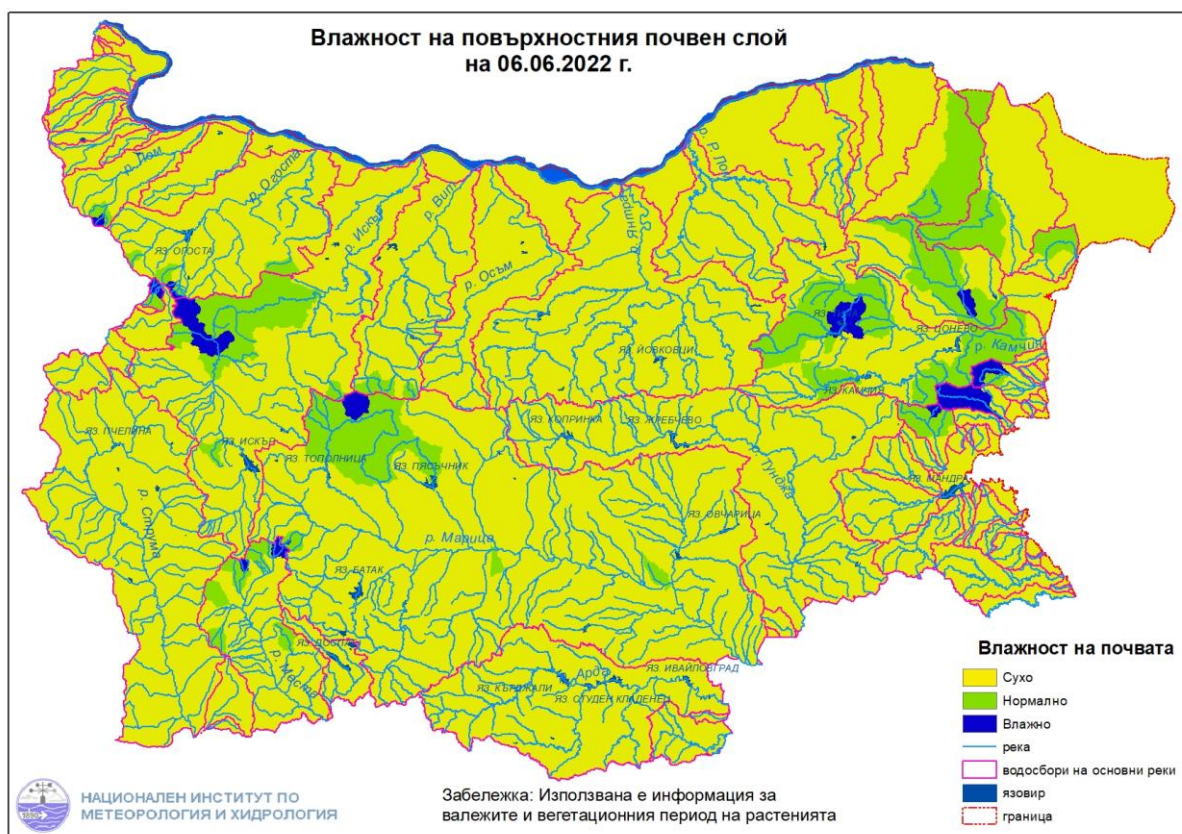 Влажност на повърхностния почвен слой
на 06.06.2022 г.
р. Лом
р. Огоста
р. Искър
р. Вит
р. Осъм
р. Янтра
р. Р Лом
ЯЗ. ОГОСТА
ЯЗ. ЙОВКОВЦИ
ЯЗ.
ЯЗ. ЦОНЕВО
р. Камчия
ЯЗ. КАМЧИЯ
ЯЗ. КОПРИНКА
ЯЗ. ЖРЕБЧЕВО
ЯЗ. ПЧЕЛИНА
ЯЗ. ИСКЪР
ЯЗ. ТОПОЛНИЦА
ЯЗ. ПЯСЪЧНИК
р. Тунджа
ЯЗ. МАНДРА
р. Струма
ЯЗ. ОВЧАРИЦА
р. Марица
ЯЗ. БАТАК
ЯЗ. ДОСПАТ
р. Места
Арда
ЯЗ. ИВАЙЛОВГРАД
ЯЗ. КЪРДЖАЛИ
ЯЗ. СТУДЕН КЛАДЕНЕЦ
Влажност на почвата
Сухо
Нормално
Влажно
река
водосбори на основни реки
язовир
граница
НАЦИОНАЛЕН ИНСТИТУТ ПО
МЕТЕОРОЛОГИЯ И ХИДРОЛОГИЯ
1890
Забележка: Използвана е информация за
валежите и вегетационния период на растенията